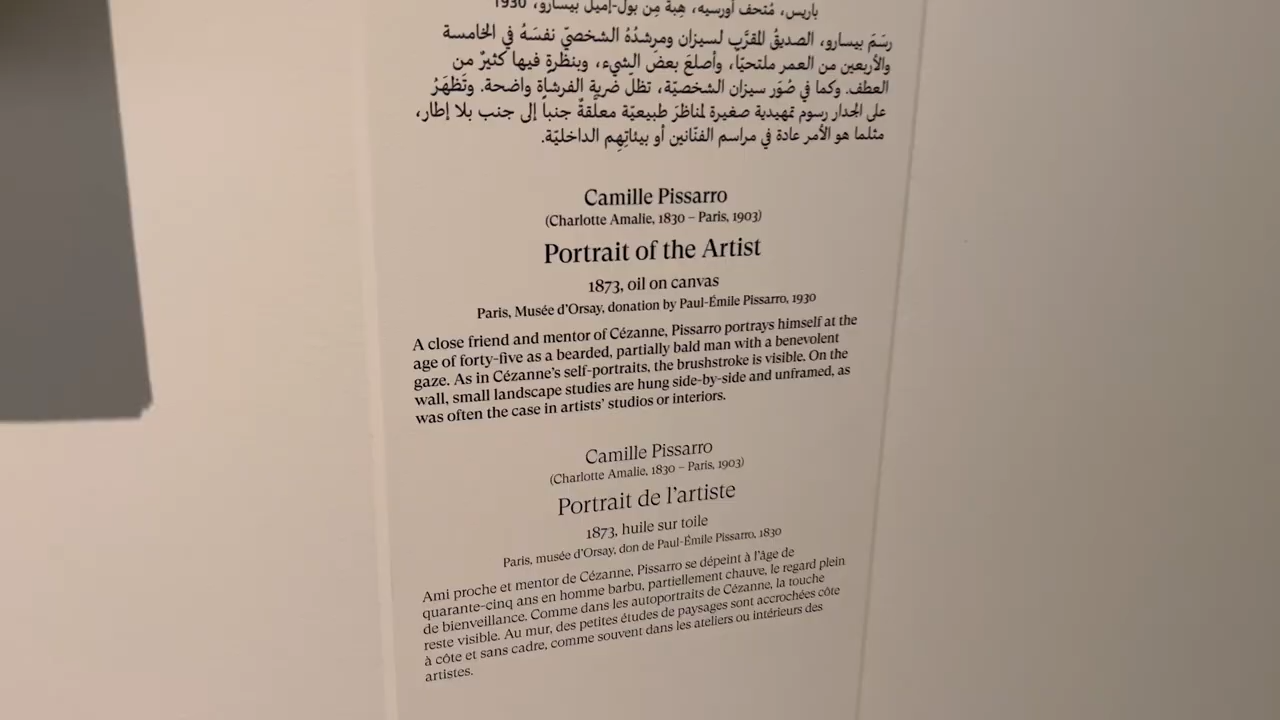 باريس، مُتحف أورسيه، هِبة مِن بول-إميل بيسارو، 1930
رسَمَ بيسارو، الصديقُ المقرَّب لسيزان ومرشدُهُ الشخصيّ نفسَهُ في الخامسة
والأربعين من العمر ملتحيًا، وأصلعَ بعضَ الشيء، وبنظرةٍ فيها كثيرٌ من
العطف. وكما في صُوَر سيزان الشخصيّة، تظلّ ضربة الفرشاة واضحة. وتَظهَرُ
على الجدار رسوم تمهيدية صغيرة لمناظرَ طبيعيّة معلّقةٌ جنباً إلى جنب بلا إطار،
مثلما هو الأمر عادة في مراسم الفنّانين أو بيئاتِهِم الداخليّة.
Camille Pissarro
(Charlotte Amalie, 1830 – Paris, 1903)
Portrait of the Artist
1873, oil on canvas
Paris, Musée d'Orsay, donation by Paul-Émile Pissarro, 1930
A close friend and mentor of Cézanne, Pissarro portrays himself at the
age of forty-five as a bearded, partially bald man with a benevolent
gaze. As in Cézanne's self-portraits, the brushstroke is visible. On the
wall, small landscape studies are hung side-by-side and unframed, as
was often the case in artists' studios or interiors.
Camille Pissarro
(Charlotte Amalie, 1830 – Paris, 1903)
Portrait de l'artiste
1873, huile sur toile
Paris, musée d'Orsay, don de Paul-Émile Pissarro, 1830
Ami proche et mentor de Cézanne, Pissarro se dépeint à l'âge de
quarante-cinq ans en homme barbu, partiellement chauve, le regard plein
de bienveillance. Comme dans les autoportraits de Cézanne, la touche
reste visible. Au mur, des petites études de paysages sont accrochées côte
à côte et sans cadre, comme souvent dans les ateliers ou intérieurs des
artistes.